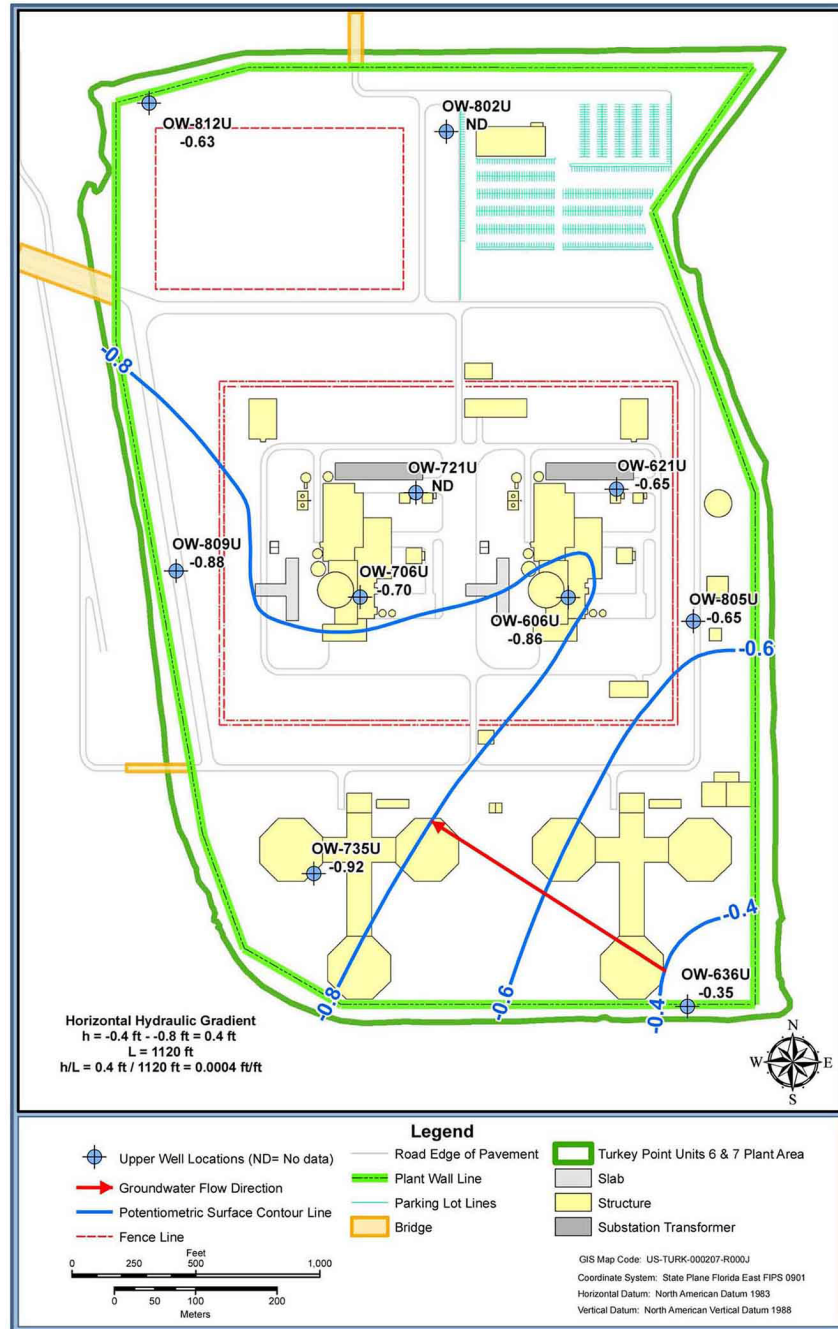 OW-812U
-0.63
OW-802U
ND
-0.8
OW-721U
ND
OW-621U
-0.65
OW-809U
-0.88
OW-706U
-0.70
OW-606U
-0.86
OW-805U
-0.65
-0.6
OW-735U
-0.92
-0.4
OW-636U
-0.35
-0.8
-0.6
-0.4
Horizontal Hydraulic Gradient
h = -0.4 ft - -0.8 ft = 0.4 ft
L = 1120 ft
h/L = 0.4 ft / 1120 ft = 0.0004 ft/ft
N
W E
S
Legend
Upper Well Locations (ND= No data)
Groundwater Flow Direction
Potentiometric Surface Contour Line
Fence Line
Road Edge of Pavement
Plant Wall Line
Parking Lot Lines
Bridge
Turkey Point Units 6 & 7 Plant Area
Slab
Structure
Substation Transformer
Feet
0 250 500 1,000
0 50 100 200
Meters
GIS Map Code: US-TURK-000207-R000J
Coordinate System: State Plane Florida East FIPS 0901
Horizontal Datum: North American Datum 1983
Vertical Datum: North American Vertical Datum 1988